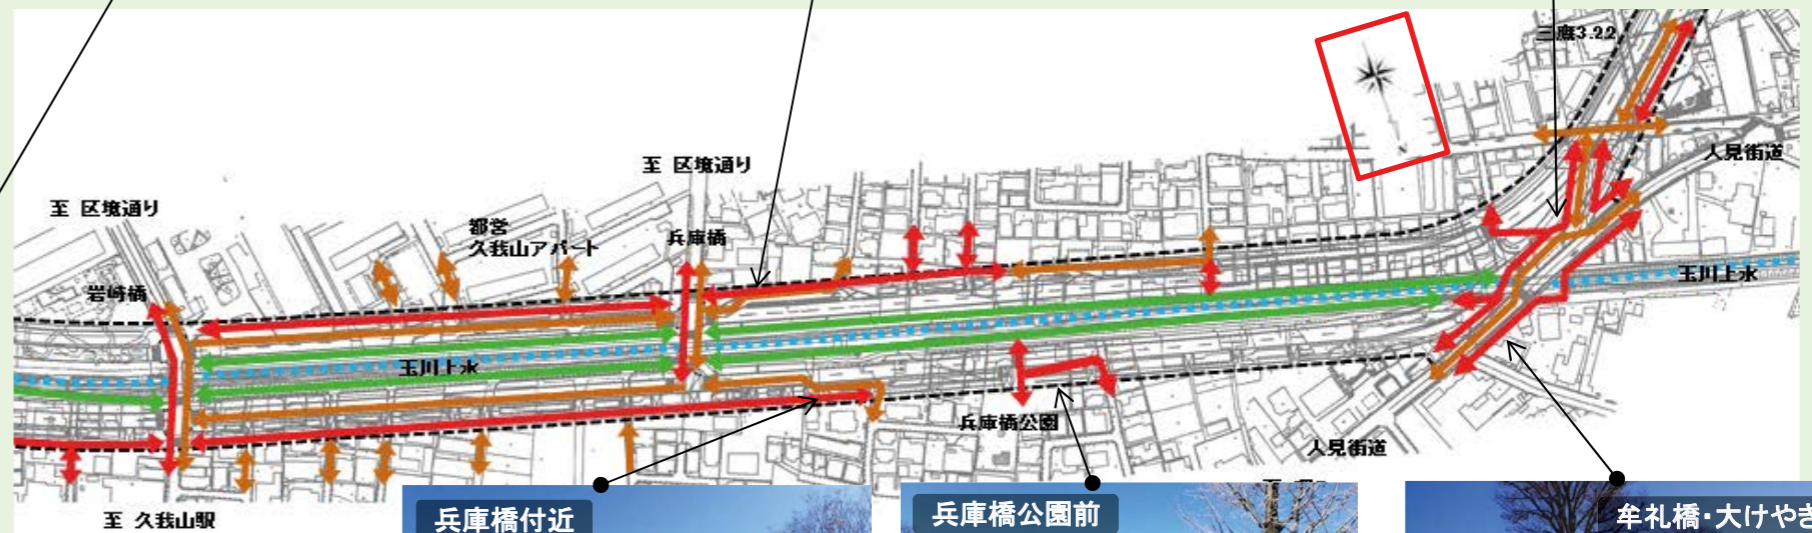 三鷹3.2.2
人見街道
至 区境通り
至 区境通り
都営
久我山アパート
兵庫橋
岩崎橋
玉川上水
玉川上水
兵庫橋公園
人見街道
至 久我山駅
兵庫橋付近
兵庫橋公園前
牟礼橋・大けやき